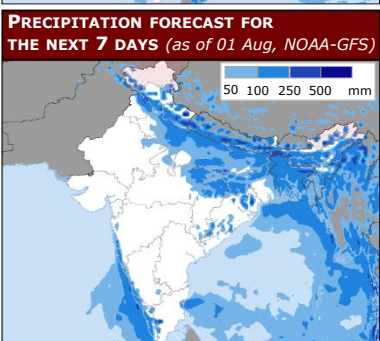 PRECIPITATION FORECAST FOR
THE NEXT 7 DAYS (as of 01 Aug, NOAA-GFS)
50 100 250 500 mm